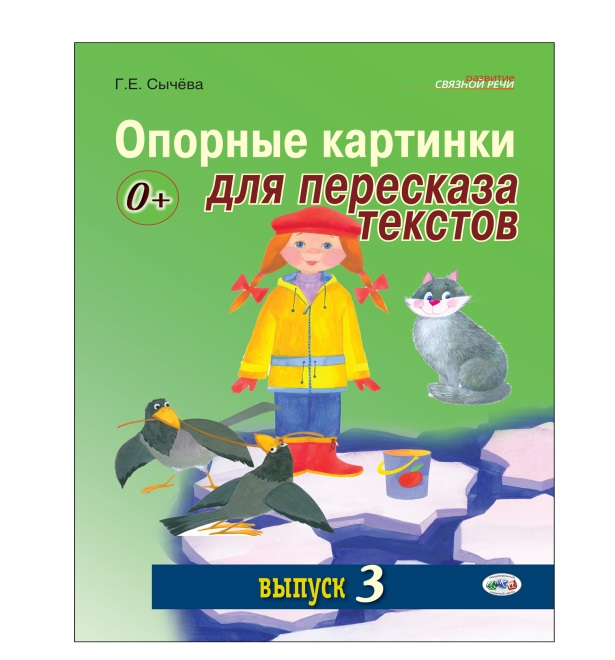 Г.Е. Сычёва
развитие
СВЯЗНОЙ РЕЧИ
Опорные картинки
0+
для пересказа
текстов
выпуск 3